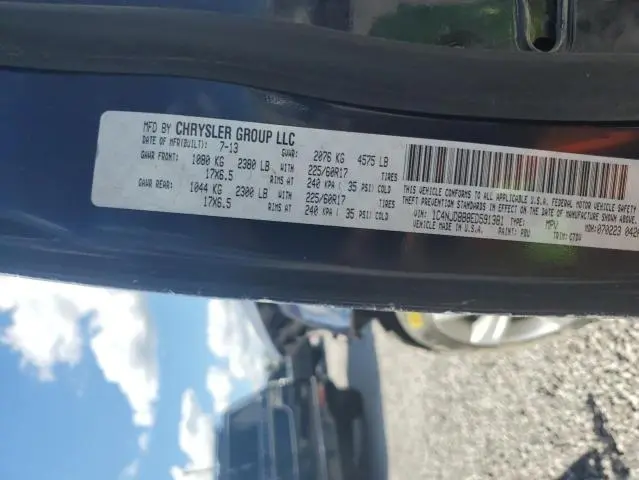 MFD BY CHRYSLER GROUP LLC
DATE OF MFR(BUILT): 7-13 GVWR: 2076 KG 4575 LB
GAWR FRONT: 1080 KG 2380 LB WITH 225/60R17 TIRES
17X6.5 RIMS AT 240 KPA ( 35 PSI) COLD
GAWR REAR: 1044 KG 2300 LB WITH 225/60R17 TIRES
17X6.5 RIMS AT 240 KPA ( 35 PSI) COLD
THIS VEHICLE CONFORMS TO ALL APPLICABLE U.S.A. FEDERAL MOTOR VEHICLE SAFETY
THEFT PREVENTION STANDARDS IN EFFECT ON THE DATE OF MANUFACTURE SHOWN ABOVE
VIN: 1C4NJDBB8ED591381 TYPE: MPV MDH: 070223 042
VEHICLE MADE IN U.S.A. PAINT: PBU TRIM: